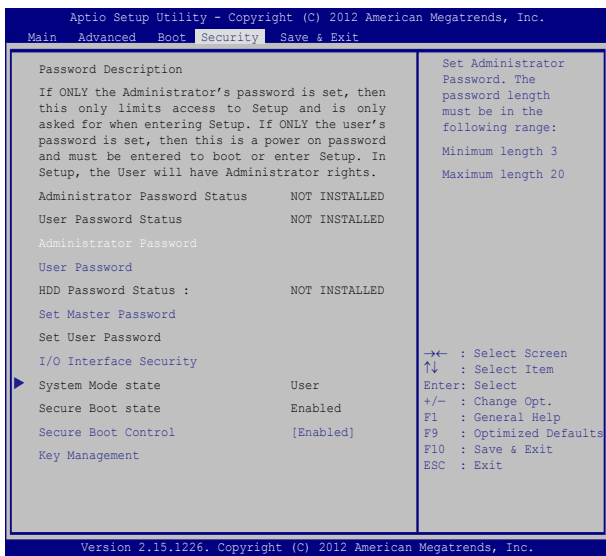 Aptio Setup Utility - Copyright (C) 2012 American Megatrends, Inc.
Main Advanced Boot Security Save & Exit
Password Description
If ONLY the Administrator's password is set, then
this only limits access to Setup and is only
asked for when entering Setup. If ONLY the user's
password is set, then this is a power on password
and must be entered to boot or enter Setup. In
Setup, the User will have Administrator rights.
Administrator Password Status NOT INSTALLED
User Password Status NOT INSTALLED
Administrator Password
User Password
HDD Password Status : NOT INSTALLED
Set Master Password
Set User Password
I/O Interface Security
System Mode state User
Secure Boot state Enabled
Secure Boot Control [Enabled]
Key Management
Set Administrator
Password. The
password length
must be in the
following range:
Minimum length 3
Maximum length 20
→← : Select Screen
↑↓ : Select Item
Enter: Select
+/— : Change Opt.
F1 : General Help
F9 : Optimized Defaults
F10 : Save & Exit
ESC : Exit
Version 2.15.1226. Copyright (C) 2012 American Megatrends, Inc.